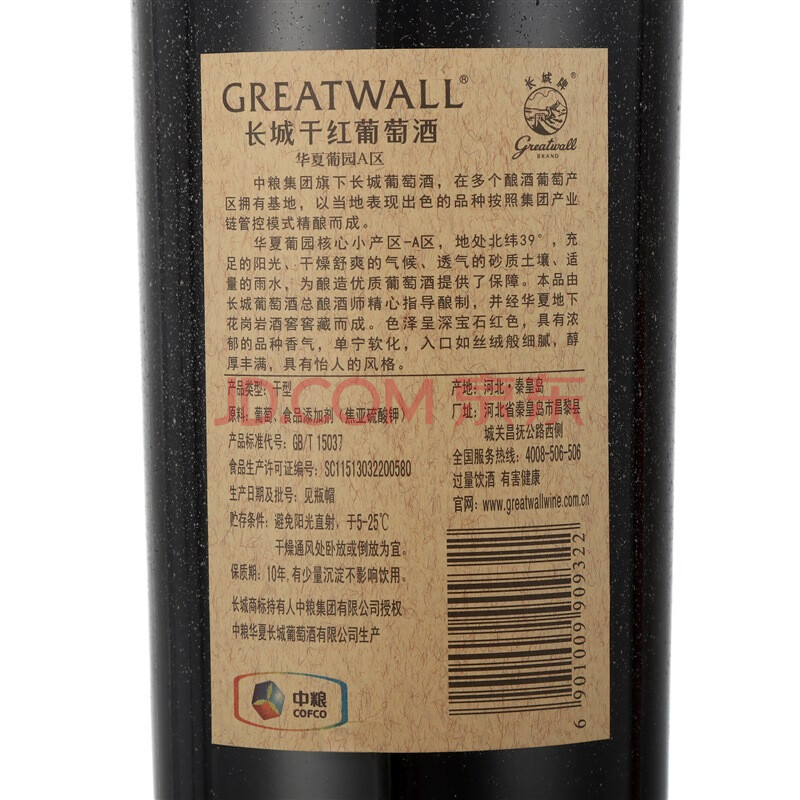 GREATWALL®
长城干红葡萄酒
华夏葡园A区
长城牌®
Greatwall
BRAND
中粮集团旗下长城葡萄酒，在多个酿酒葡萄产
区拥有基地，以当地表现出色的品种按照集团产业
链管控模式精酿而成。
华夏葡园核心小产区-A区，地处北纬39°，充
足的阳光、干燥舒爽的气候、透气的砂质土壤、适
量的雨水，为酿造优质葡萄酒提供了保障。本品由
长城葡萄酒总酿酒师精心指导酿制，并经华夏地下
花岗岩酒窖窖藏而成。色泽呈深宝石红色，具有浓
郁的品种香气，单宁软化，入口如丝绒般细腻，醇
厚丰满，具有怡人的风格。
产品类型：干型
原料：葡萄、食品添加剂（焦亚硫酸钾）
产品标准代号：GB/T 15037
食品生产许可证编号：SC11513032200580
生产日期及批号：见瓶帽
贮存条件：避免阳光直射，于5-25℃
干燥通风处卧放或倒放为宜。
保质期：10年，有少量沉淀不影响饮用。
长城商标持有人中粮集团有限公司授权
中粮华夏长城葡萄酒有限公司生产
产地：河北·秦皇岛
厂址：河北省秦皇岛市昌黎县
城关昌抚公路西侧
全国服务热线：4008-506-506
过量饮酒 有害健康
官网：www.greatwallwine.com.cn
6901009909322
中粮
COFCO
JD.COM 京东